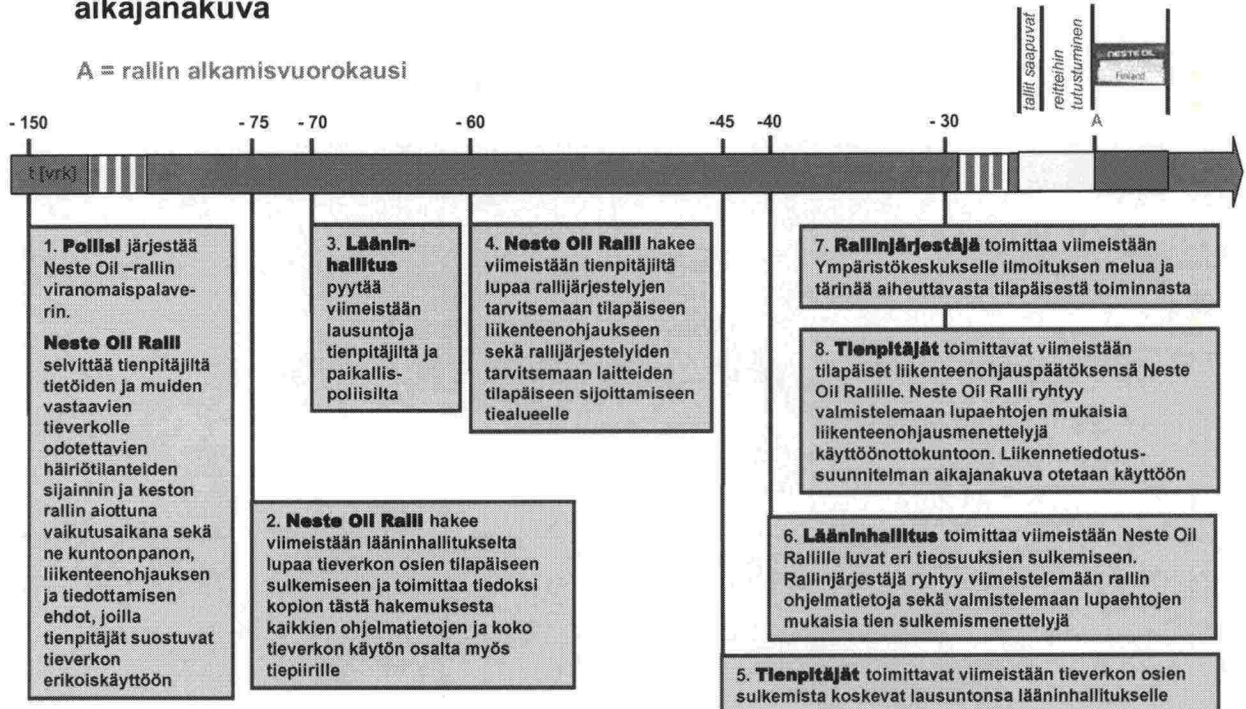 aikajanakuva
A = rallin alkamisvuorokausi
tallit saapuvat
reitteihin
tutustuminen
NESTE OIL
Finland
- 150
- 75
- 70
- 60
-45
-40
- 30
A
t [vrk]
1. Poliisi järjestää
Neste Oil –rallin
viranomaispalave-
rin.
Neste Oil Ralli
selvittää tienpitäjiltä
tietöiden ja muiden
vastaavien
tieverkolle
odotettavien
häiriötilanteiden
sijainnin ja keston
rallin aiottuna
vaikutusaikana sekä
ne kuntoonpanon,
liikenteenohjauksen
ja tiedottamisen
ehdot, joilla
tienpitäjät suostuvat
tieverkon
erikoiskäyttöön
2. Neste Oil Ralli hakee
viimeistään lääninhallitukselta
lupaa tieverkon osien tilapäiseen
sulkemiseen ja toimittaa tiedoksi
kopion tästä hakemuksesta
kaikkien ohjelmatietojen ja koko
tieverkon käytön osalta myös
tiepiirille
3.Läänin-
hallitus
pyytää
viimeistään
lausuntoja
tienpitäjiltä ja
paikallis-
poliisilta
4. Neste Oil Ralli hakee
viimeistään tienpitäjiltä
lupaa rallijärjestelyjen
tarvitsemaan tilapäiseen
liikenteenohjaukseen
sekä rallijärjestelyiden
tarvitsemaan laitteiden
tilapäiseen sijoittamiseen
tiealueelle
7. Rallinjärjestäjä toimittaa viimeistään
Ympäristökeskukselle ilmoituksen melua ja
tärinää aiheuttavasta tilapäisestä toiminnasta
8. Tienpitäjät toimittavat viimeistään
tilapäiset liikenteenohjauspäätöksensä Neste
Oil Rallille. Neste Oil Ralli ryhtyy
valmistelemaan lupaehtojen mukaisia
liikenteenohjausmenettelyjä
käyttöönottokuntoon. Liikennetiedotus-
suunnitelman aikajanakuva otetaan käyttöön
6. Lääninhallitus toimittaa viimeistään Neste Oil
Rallille luvat eri tieosuuksien sulkemiseen.
Rallinjärjestäjä ryhtyy viimeistelemään rallin
ohjelmatietoja sekä valmistelemaan lupaehtojen
mukaisia tien sulkemismenettelyjä
5. Tienpitäjät toimittavat viimeistään tieverkon osien
sulkemista koskevat lausuntonsa lääninhallitukselle